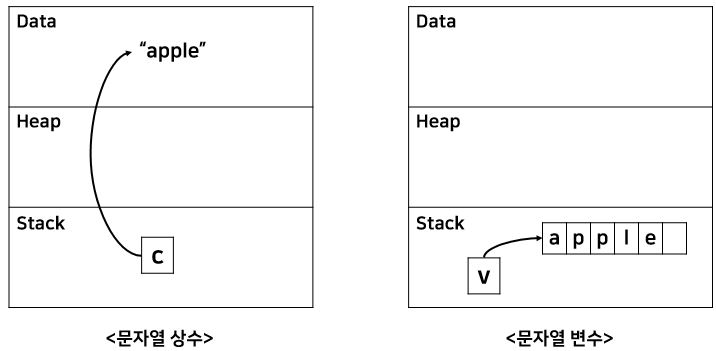 Data
“apple”
Heap
Stack
c
<문자열 상수>
Data
Heap
Stack
a p p l e
v
<문자열 변수>